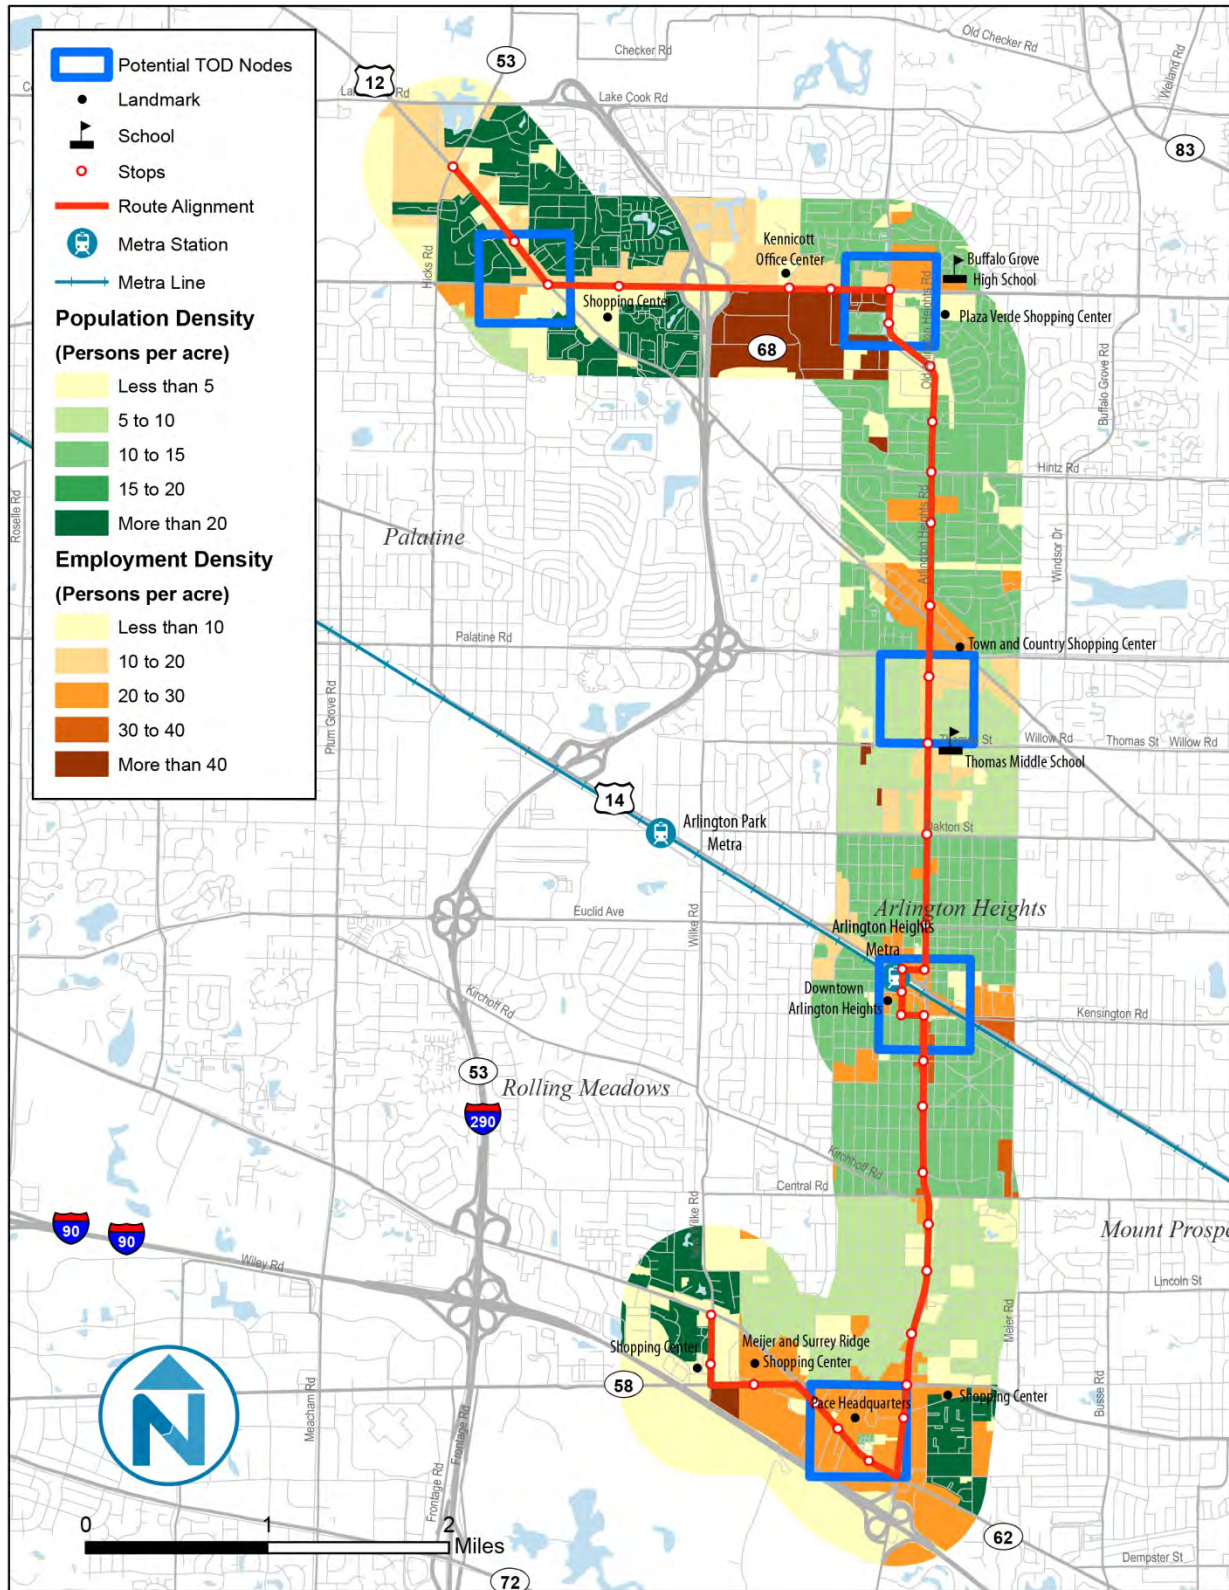 Potential TOD Nodes
Landmark
School
Stops
Route Alignment
Metra Station
Metra Line
Population Density
(Persons per acre)
Less than 5
5 to 10
10 to 15
15 to 20
More than 20
Employment Density
(Persons per acre)
Less than 10
10 to 20
20 to 30
30 to 40
More than 40
12
53
Checker Rd
Old Checker Rd
Weiland Rd
Rd
Lake Cook Rd
83
Hicks Rd
Kennicott
Office Center
Buffalo Grove
High School
Shopping Center
Plaza Verde Shopping Center
68
Buffalo Grove Rd
Hintz Rd
Arlington Heights Rd
Windsor Dr
Roselle Rd
Palatine
Palatine Rd
Town and Country Shopping Center
Plum Grove Rd
Thomas St
Willow Rd
Thomas St
Willow Rd
Thomas Middle School
14
Arlington Park
Metra
Oakton St
Euclid Ave
Wilke Rd
Arlington Heights
Arlington Heights
Metra
Downtown
Arlington Heights
Kirchoff Rd
Kensington Rd
53
Rolling Meadows
290
Kirchhoff Rd
Central Rd
Wilke Rd
90
90
Wiley Rd
Mount Prospe
Lincoln St
Meier Rd
Shopping Center
Meijer and Surrey Ridge
Shopping Center
58
Pace Headquarters
Shopping Center
Busse Rd
N
Meacham Rd
Frontage Rd
Frontage Rd
0
1
2
Miles
62
Dempster St
72